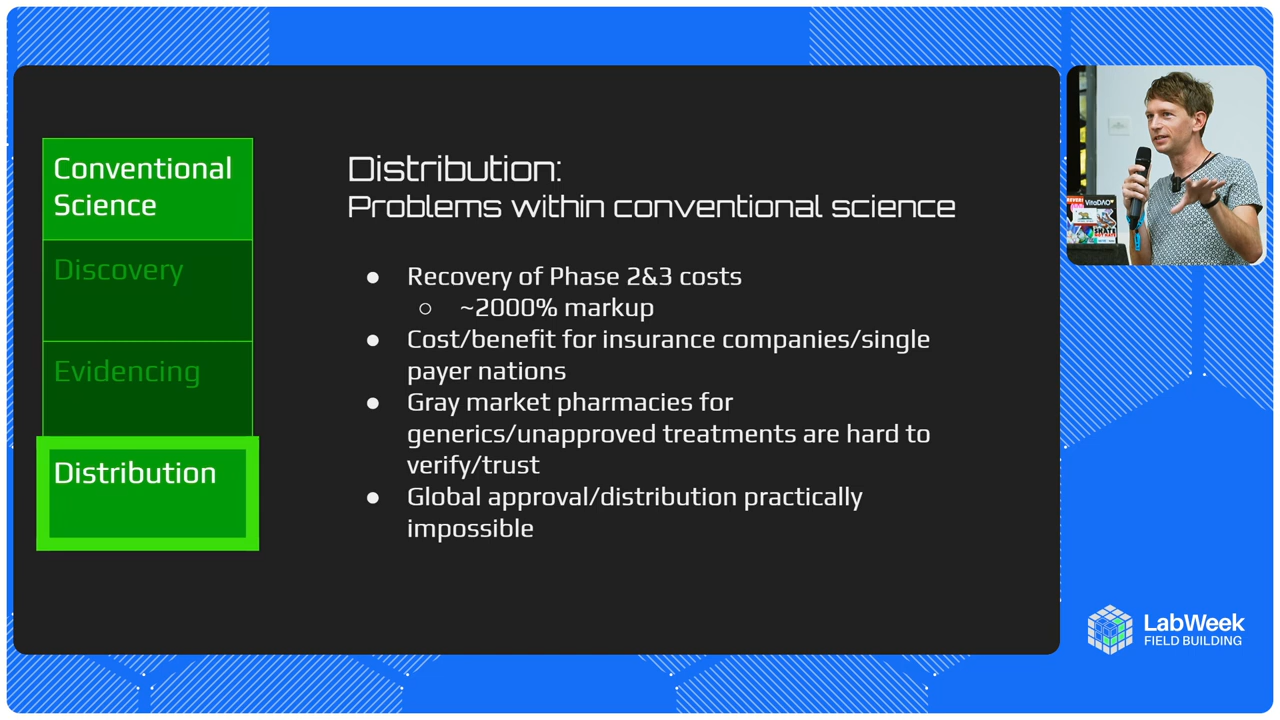 Conventional
Science
Discovery
Evidencing
Distribution
Distribution:
Problems within conventional science
● Recovery of Phase 2&3 costs
○ ~2000% markup
● Cost/benefit for insurance companies/single
payer nations
● Gray market pharmacies for
generics/unapproved treatments are hard to
verify/trust
● Global approval/distribution practically
impossible
VitaDAO
LabWeek
FIELD BUILDING